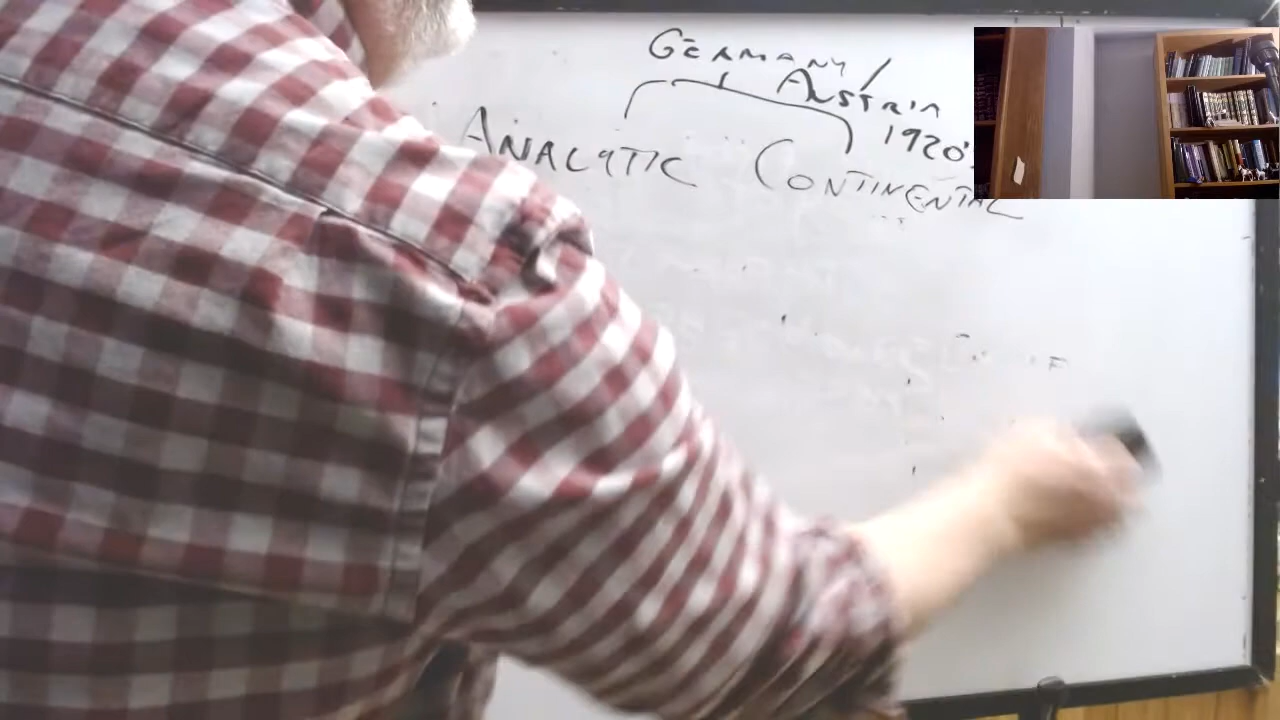 GERMANY/
AUSTRIA
1920'
ANALYTIC CONTINENTAL
F